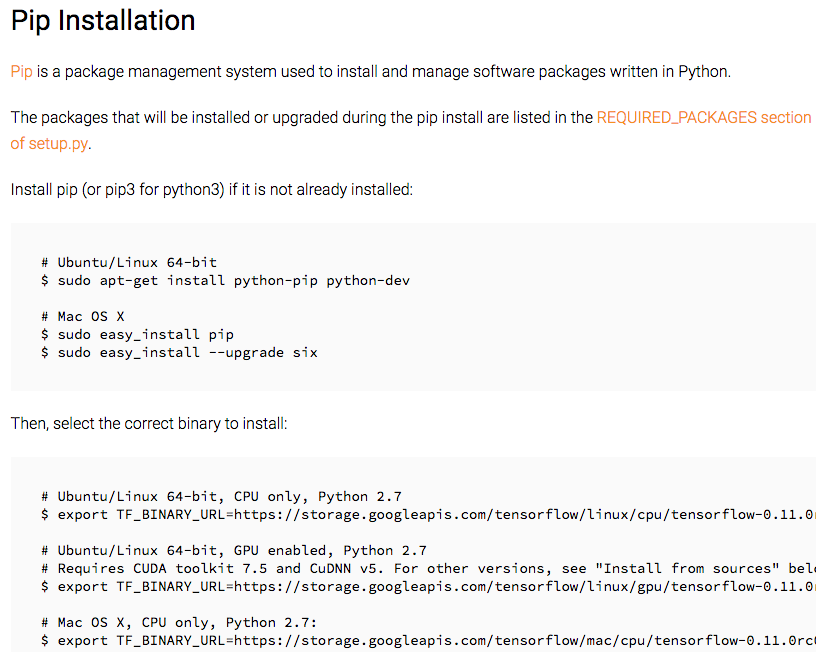 Pip Installation
Pip is a package management system used to install and manage software packages written in Python.
The packages that will be installed or upgraded during the pip install are listed in the REQUIRED_PACKAGES section
of setup.py.
Install pip (or pip3 for python3) if it is not already installed:
# Ubuntu/Linux 64-bit
$ sudo apt-get install python-pip python-dev
# Mac OS X
$ sudo easy_install pip
$ sudo easy_install --upgrade six
Then, select the correct binary to install:
# Ubuntu/Linux 64-bit, CPU only, Python 2.7
$ export TF_BINARY_URL=https://storage.googleapis.com/tensorflow/linux/cpu/tensorflow-0.11.0
# Ubuntu/Linux 64-bit, GPU enabled, Python 2.7
# Requires CUDA toolkit 7.5 and CuDNN v5. For other versions, see "Install from sources" bel
$ export TF_BINARY_URL=https://storage.googleapis.com/tensorflow/linux/gpu/tensorflow-0.11.0
# Mac OS X, CPU only, Python 2.7:
$ export TF_BINARY_URL=https://storage.googleapis.com/tensorflow/mac/cpu/tensorflow-0.11.0rc